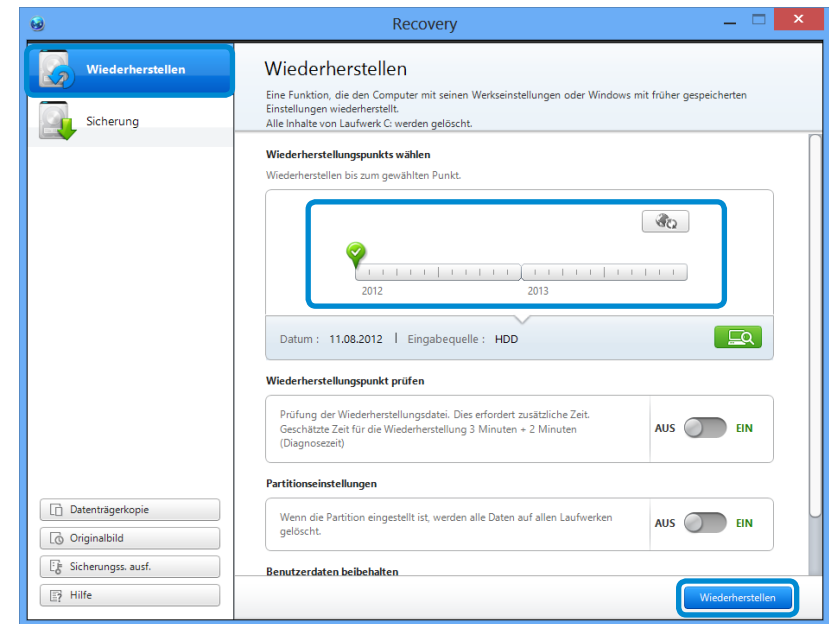 Recovery
Wiederherstellen
Sicherung
Datenträgerkopie
Originalbild
Sicherungss. ausf.
Hilfe
Wiederherstellen
Eine Funktion, die den Computer mit seinen Werkseinstellungen oder Windows mit früher gespeicherten
Einstellungen wiederherstellt.
Alle Inhalte von Laufwerk C: werden gelöscht.
Wiederherstellungspunkts wählen
Wiederherstellen bis zum gewählten Punkt.
2012 2013
Datum : 11.08.2012 | Eingabequelle : HDD
Wiederherstellungspunkt prüfen
Prüfung der Wiederherstellungsdatei. Dies erfordert zusätzliche Zeit.
Geschätzte Zeit für die Wiederherstellung 3 Minuten + 2 Minuten
(Diagnosezeit)
AUS EIN
Partitionseinstellungen
Wenn die Partition eingestellt ist, werden alle Daten auf allen Laufwerken
gelöscht.
AUS EIN
Benutzerdaten beibehalten
Wiederherstellen